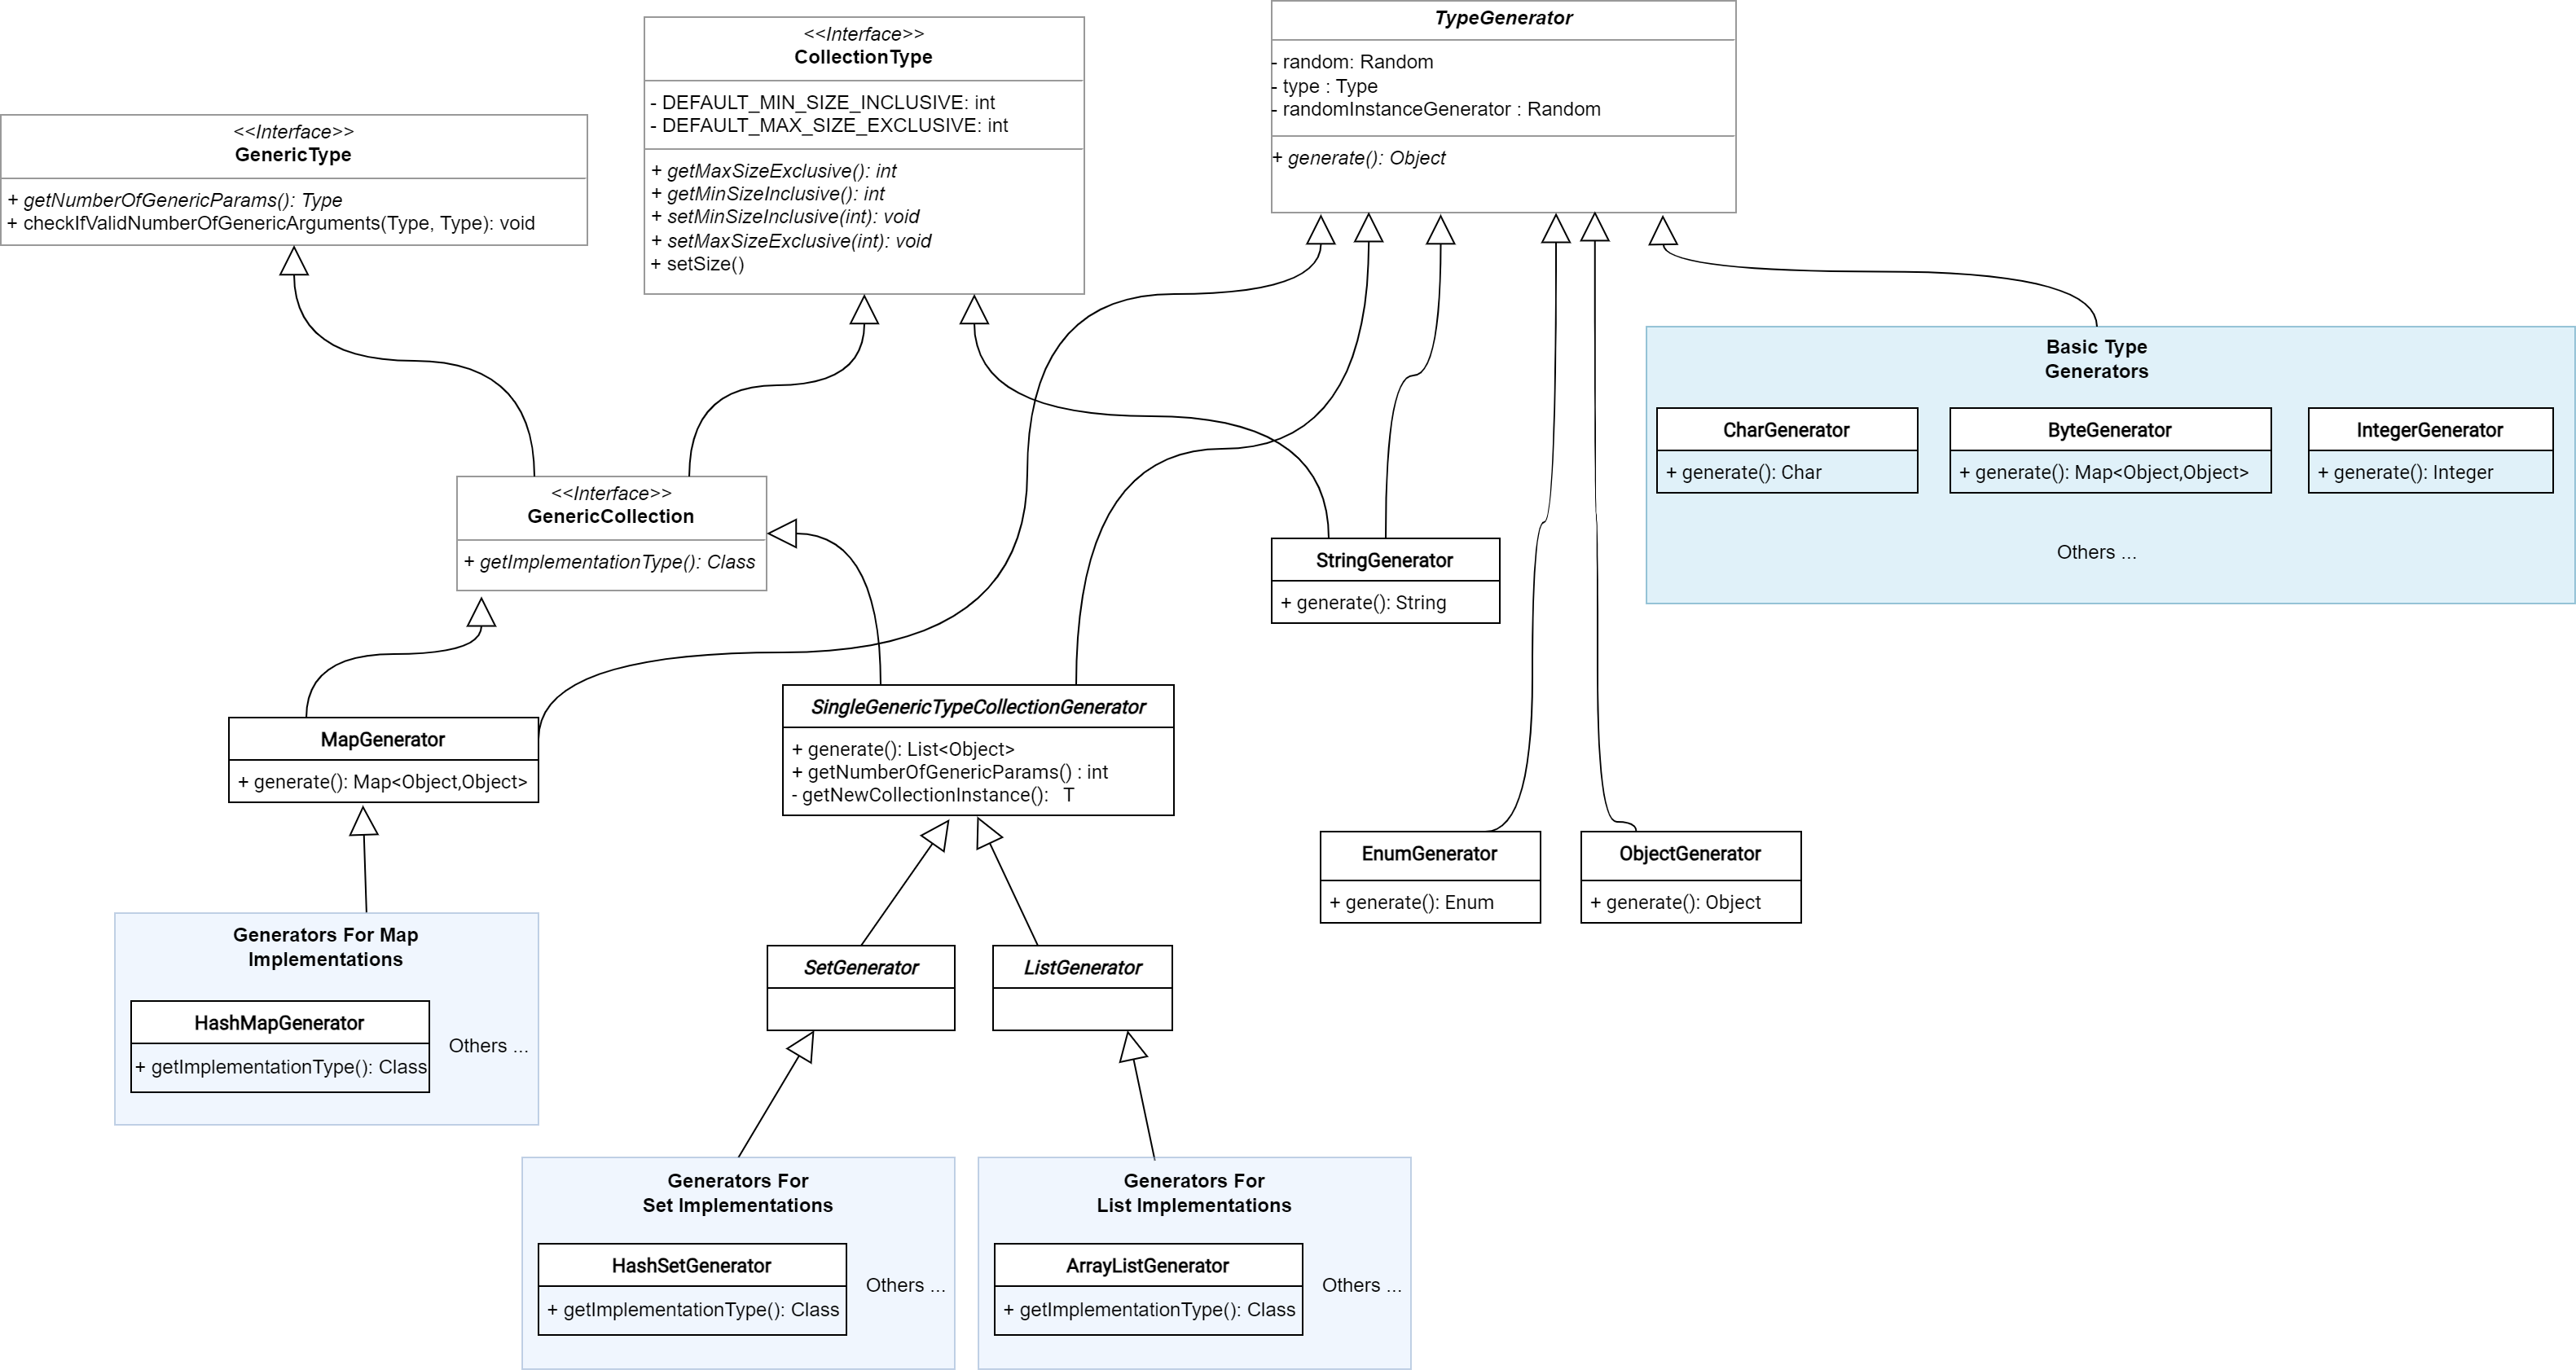 TypeGenerator
- random: Random
- type : Type
- randomInstanceGenerator : Random
+ generate(): Object
<<Interface>>
CollectionType
- DEFAULT_MIN_SIZE_INCLUSIVE: int
- DEFAULT_MAX_SIZE_EXCLUSIVE: int
+ getMaxSizeExclusive(): int
+ getMinSizeInclusive(): int
+ setMinSizeInclusive(int): void
+ setMaxSizeExclusive(int): void
+ setSize()
<<Interface>>
GenericType
+ getNumberOfGenericParams(): Type
+ checkIfValidNumberOfGenericArguments(Type, Type): void
Basic Type
Generators
CharGenerator
+ generate(): Char
ByteGenerator
+ generate(): Map<Object,Object>
IntegerGenerator
+ generate(): Integer
Others ...
<<Interface>>
GenericCollection
+ getImplementationType(): Class
StringGenerator
+ generate(): String
MapGenerator
+ generate(): Map<Object,Object>
SingleGenericTypeCollectionGenerator
+ generate(): List<Object>
+ getNumberOfGenericParams() : int
- getNewCollectionInstance(): T
EnumGenerator
+ generate(): Enum
ObjectGenerator
+ generate(): Object
Generators For Map
Implementations
HashMapGenerator
+ getImplementationType(): Class
Others ...
SetGenerator
ListGenerator
Generators For
Set Implementations
HashSetGenerator
+ getImplementationType(): Class
Others ...
Generators For
List Implementations
ArrayListGenerator
+ getImplementationType(): Class
Others ...